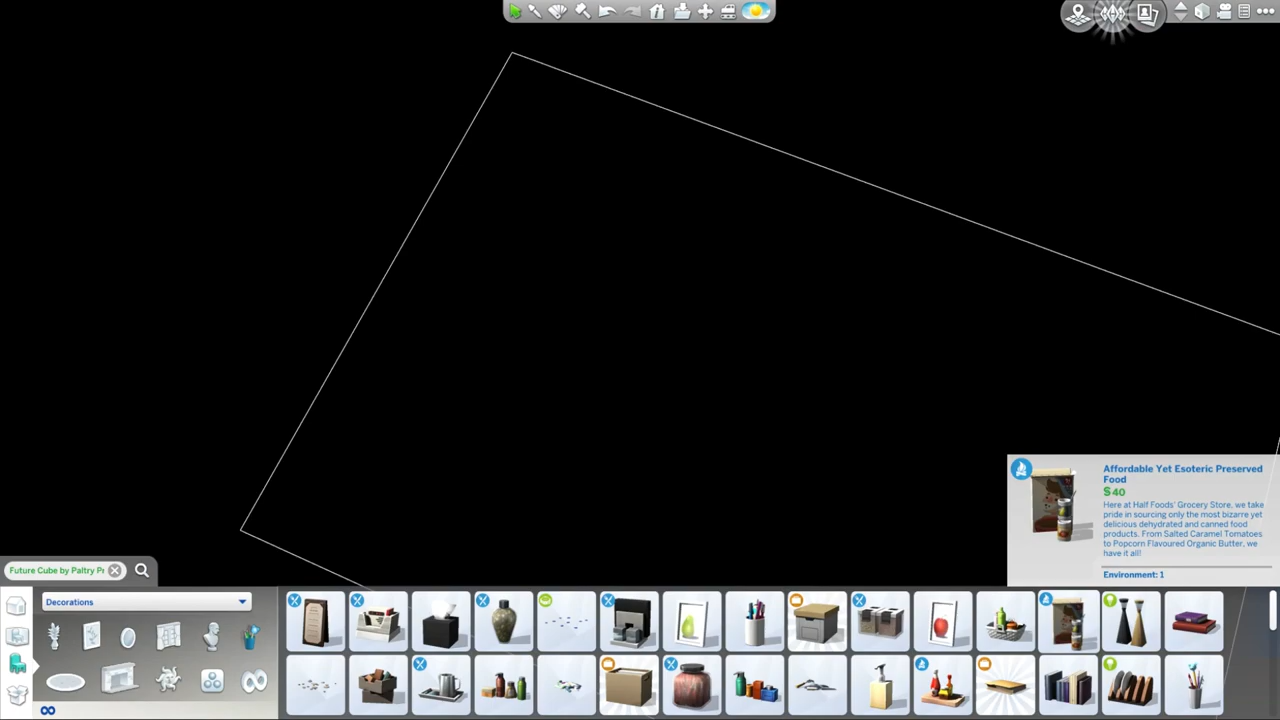 Affordable Yet Esoteric Preserved
Food
$40
Here at Half Foods' Grocery Store, we take
pride in sourcing only the most bizarre yet
delicious dehydrated and canned food
products. From Salted Caramel Tomatoes
to Popcorn Flavoured Organic Butter, we
have it all!
Environment: 1
Future Cube by Paltry Pr
Decorations